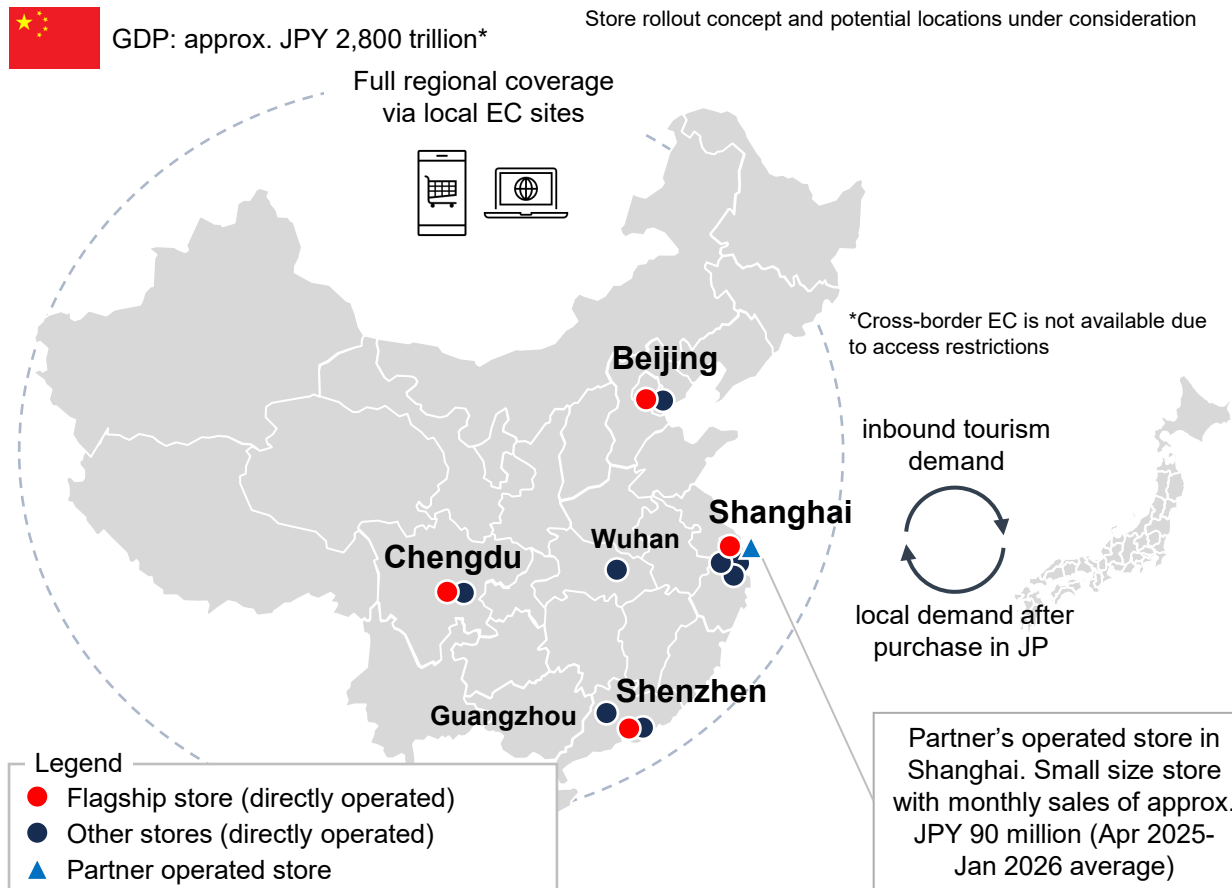 Store rollout concept and potential locations under consideration
GDP: approx. JPY 2,800 trillion*
Full regional coverage
via local EC sites
*Cross-border EC is not available due
to access restrictions
Beijing
inbound tourism
demand
Shanghai
Wuhan
Chengdu
local demand after
purchase in JP
Shenzhen
Guangzhou
Partner’s operated store in
Shanghai. Small size store
with monthly sales of approx.
JPY 90 million (Apr 2025-
Jan 2026 average)
Legend
Flagship store (directly operated)
Other stores (directly operated)
Partner operated store